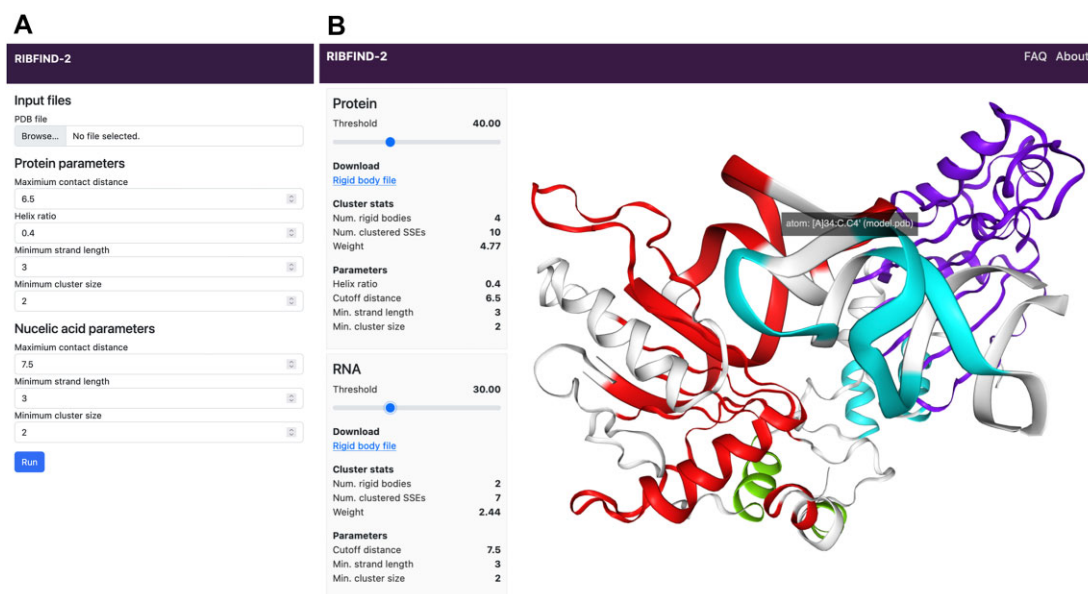 A
RIBFIND-2
Input files
PDB file
Browse... No file selected.
Protein parameters
Maximium contact distance
6.5
Helix ratio
0.4
Minimum strand length
3
Minimum cluster size
2
Nucelic acid parameters
Maximium contact distance
7.5
Minimum strand length
3
Minimum cluster size
2
Run
B
RIBFIND-2 FAQ About
Protein
Threshold 40.00
Download
Rigid body file
Cluster stats
Num. rigid bodies 4
Num. clustered SSEs 10
Weight 4.77
Parameters
Helix ratio 0.4
Cutoff distance 6.5
Min. strand length 3
Min. cluster size 2
RNA
Threshold 30.00
Download
Rigid body file
Cluster stats
Num. rigid bodies 2
Num. clustered SSEs 7
Weight 2.44
Parameters
Cutoff distance 7.5
Min. strand length 3
Min. cluster size 2
atom: [A]34:C.C4' (model.pdb)